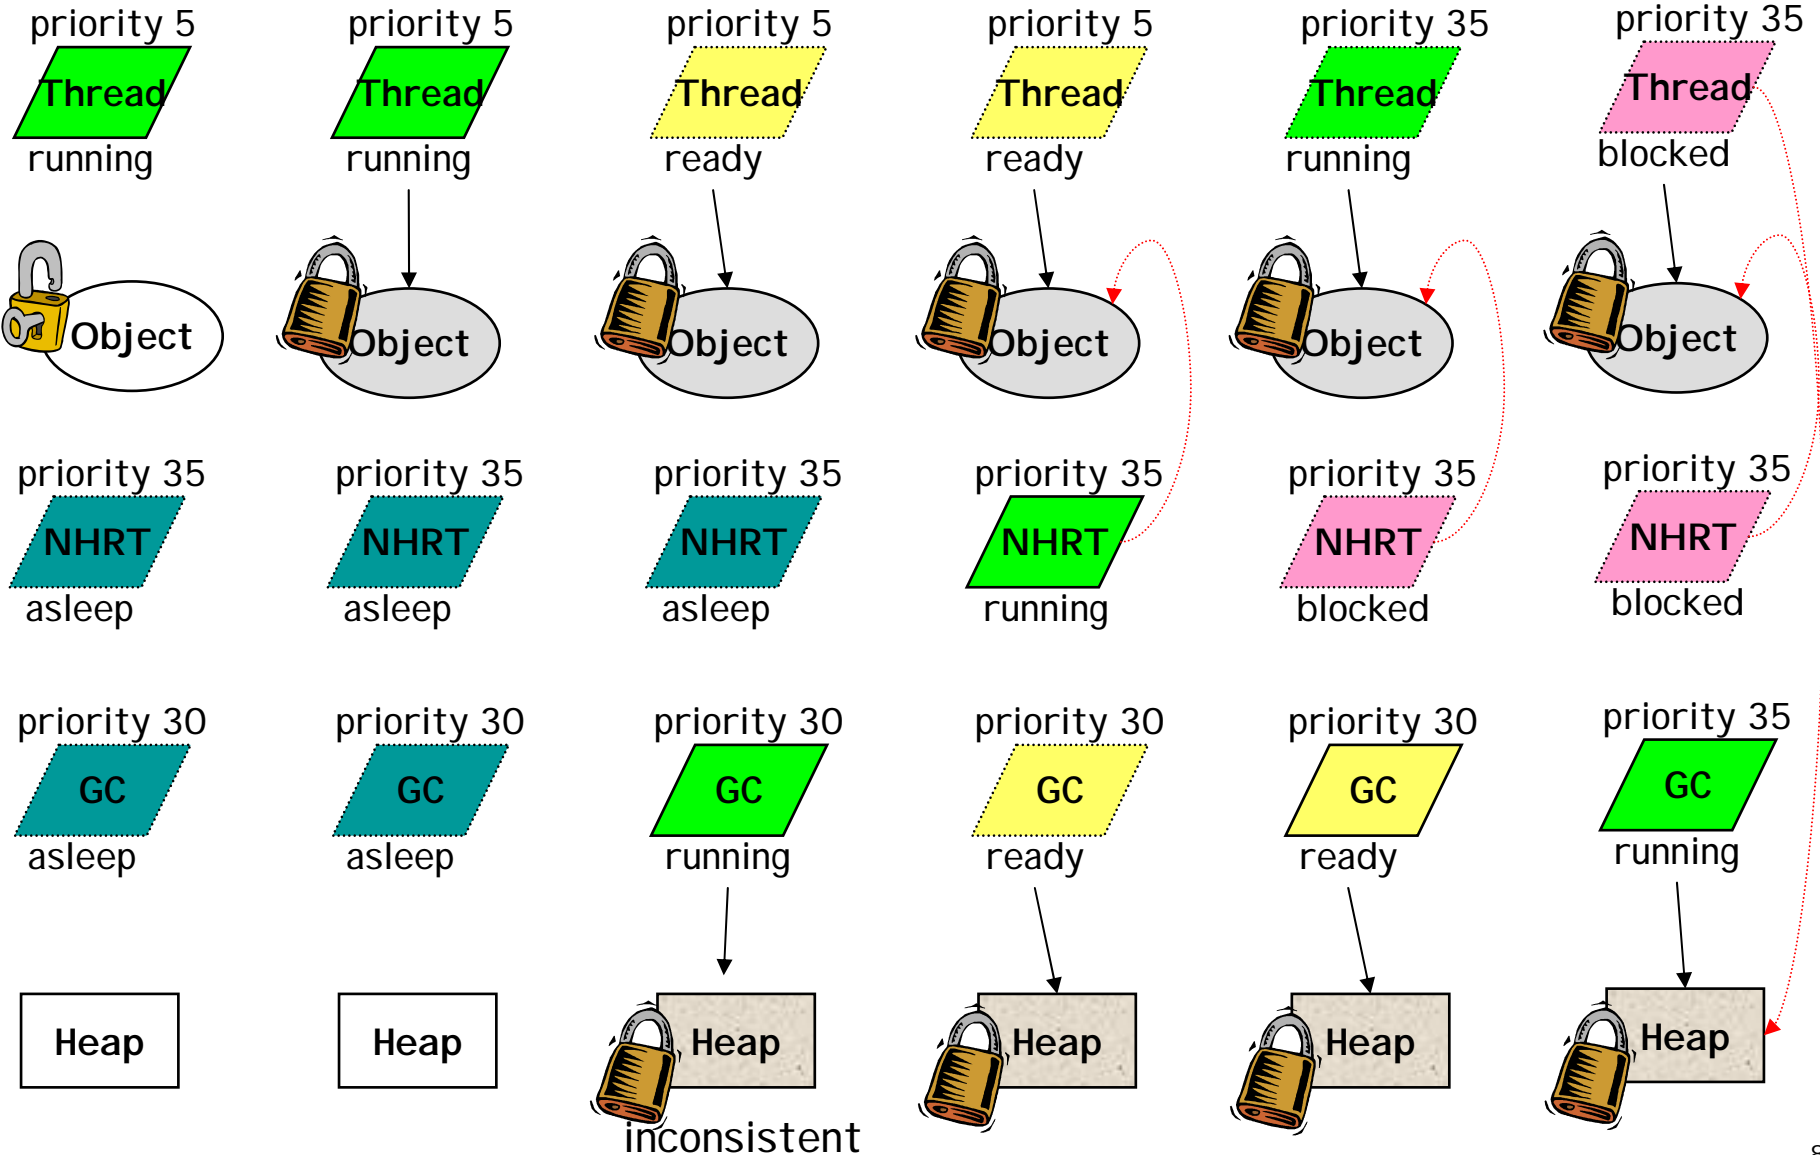 priority 5 priority 5 priority 5 priority 5 priority 35 priority 35
Thread Thread Thread Thread Thread Thread
running running ready ready running blocked
Object Object Object Object Object Object
priority 35 priority 35 priority 35 priority 35 priority 35 priority 35
NHRT NHRT NHRT NHRT NHRT NHRT
asleep asleep asleep running blocked blocked
priority 30 priority 30 priority 30 priority 30 priority 30 priority 35
GC GC GC GC GC GC
asleep asleep running ready ready running
Heap Heap Heap Heap Heap Heap
inconsistent